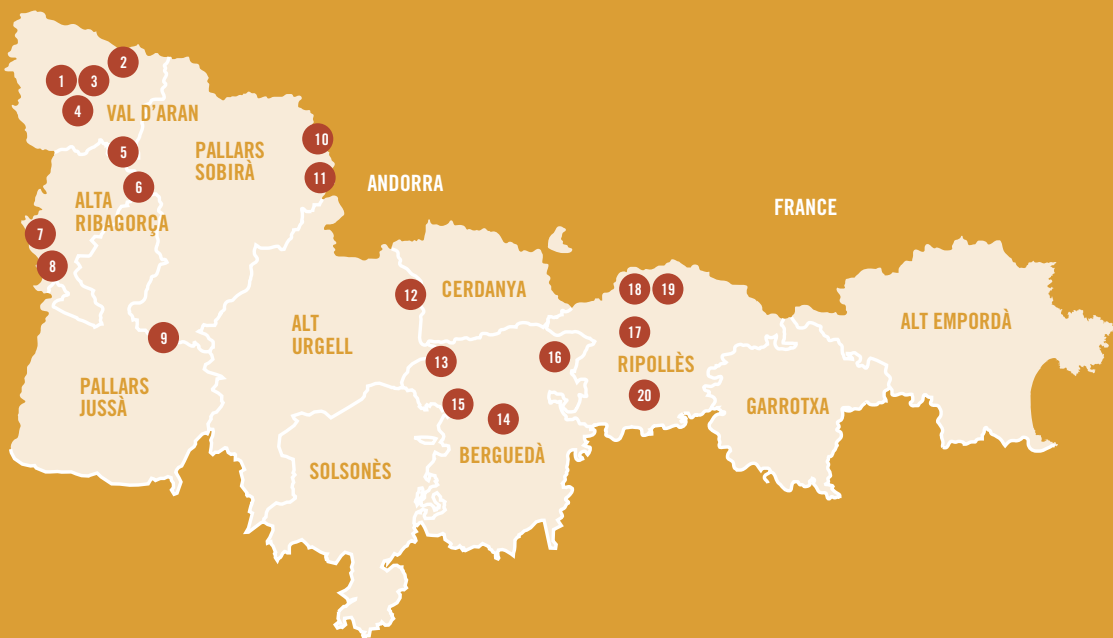 2
1
3
4
VAL D'ARAN
5
6
PALLARS
SOBIRÀ
10
11
ANDORRA
FRANCE
ALTA
RIBAGORÇA
7
8
9
PALLARS
JUSSÀ
ALT
URGELL
12
CERDANYA
13
16
15
14
BERGUEDÀ
SOLSONÈS
18
19
17
RIPOLLÈS
20
GARROTXA
ALT EMPORDÀ